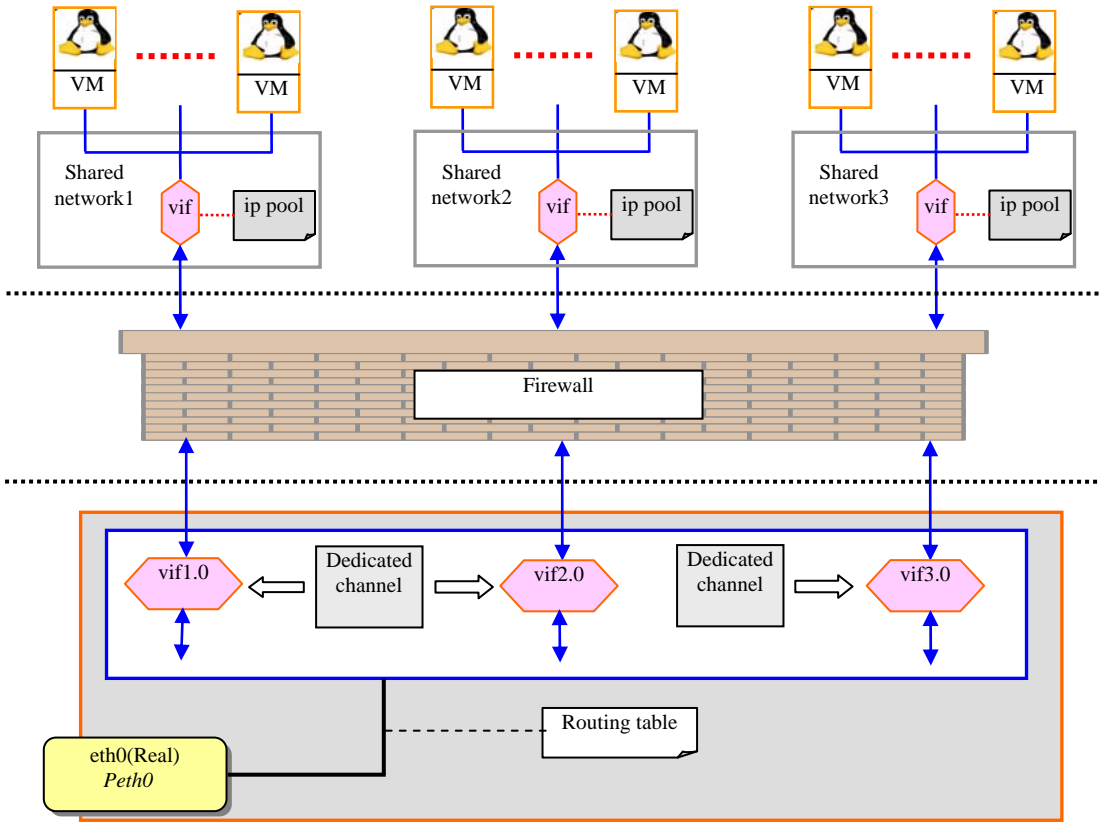 VM
VM
VM
VM
VM
VM
Shared
network1
vif
ip pool
Shared
network2
vif
ip pool
Shared
network3
vif
ip pool
Firewall
vif1.0
Dedicated
channel
vif2.0
Dedicated
channel
vif3.0
Routing table
eth0(Real)
Peth0